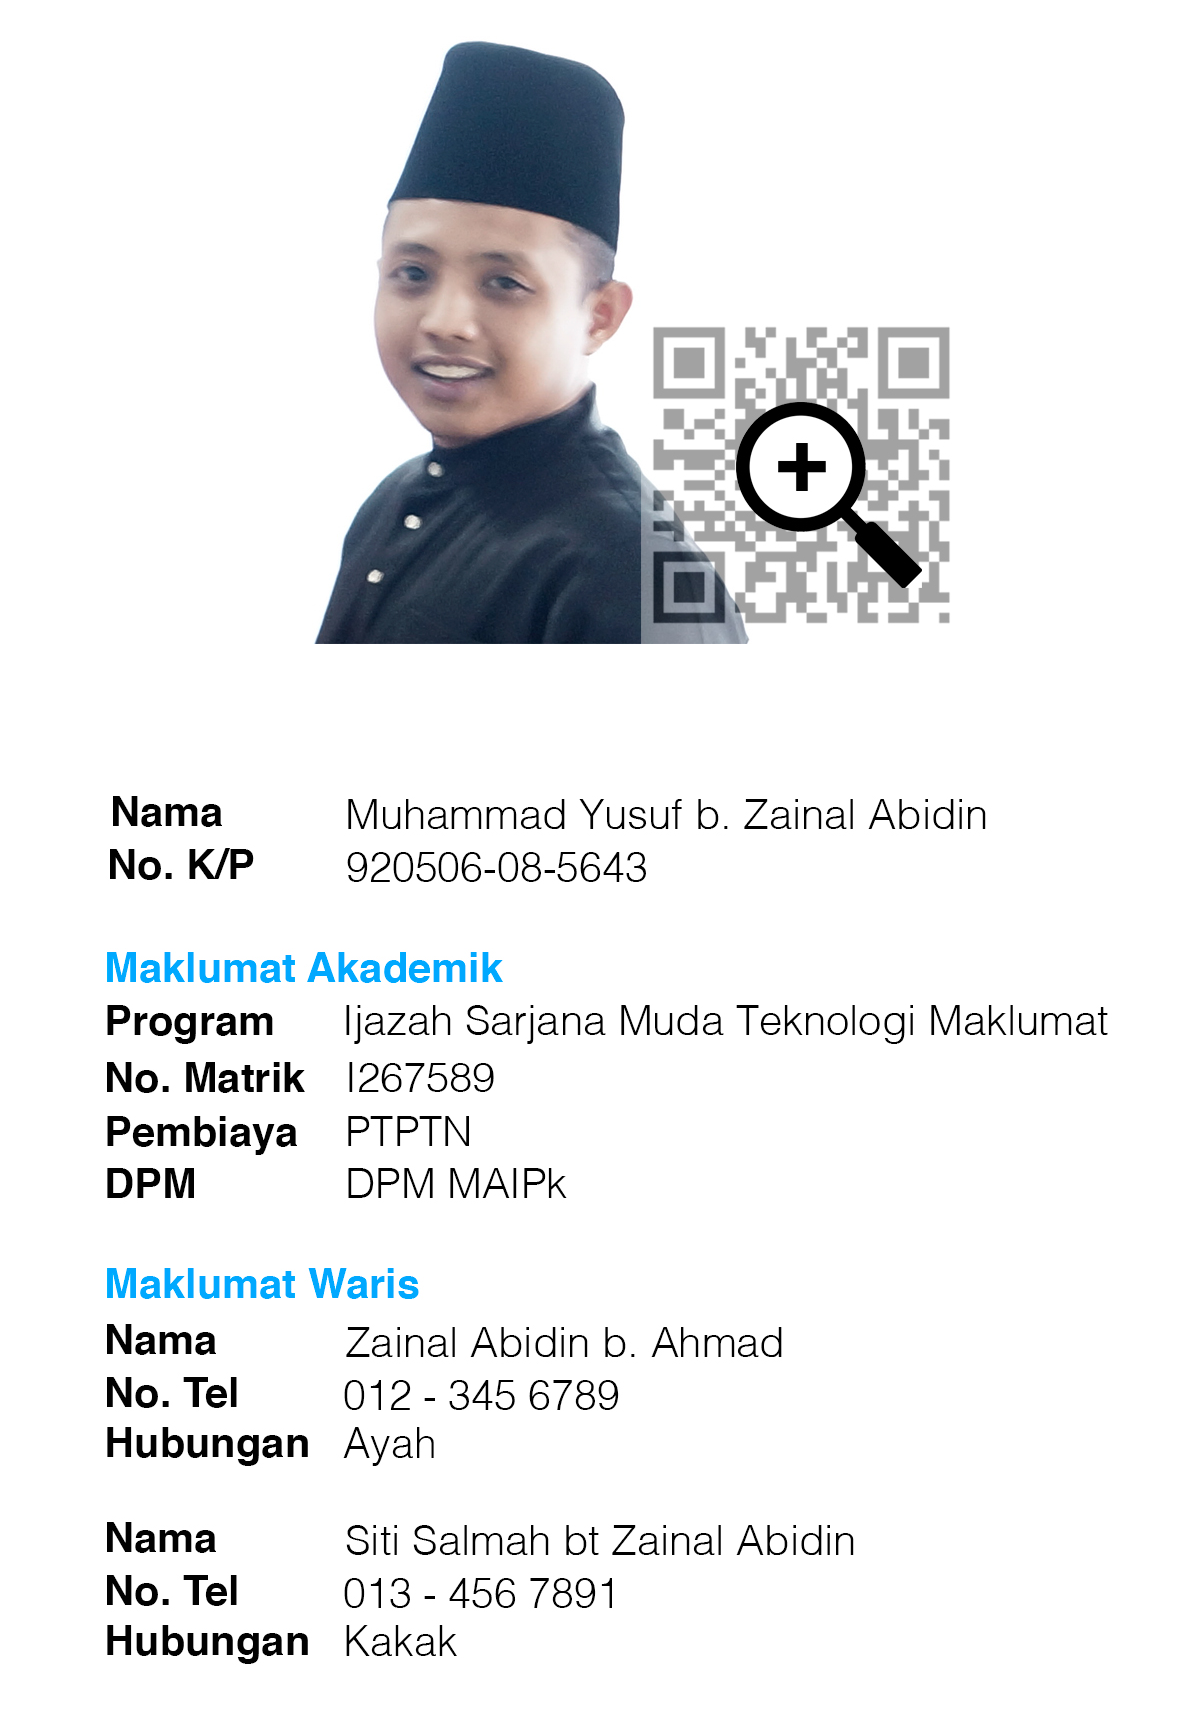 Nama Muhammad Yusuf b. Zainal Abidin
No. K/P 920506-08-5643
Maklumat Akademik
Program Ijazah Sarjana Muda Teknologi Maklumat
No. Matrik I267589
Pembiaya PTPTN
DPM DPM MAIPk
Maklumat Waris
Nama Zainal Abidin b. Ahmad
No. Tel 012 - 345 6789
Hubungan Ayah
Nama Siti Salmah bt Zainal Abidin
No. Tel 013 - 456 7891
Hubungan Kakak